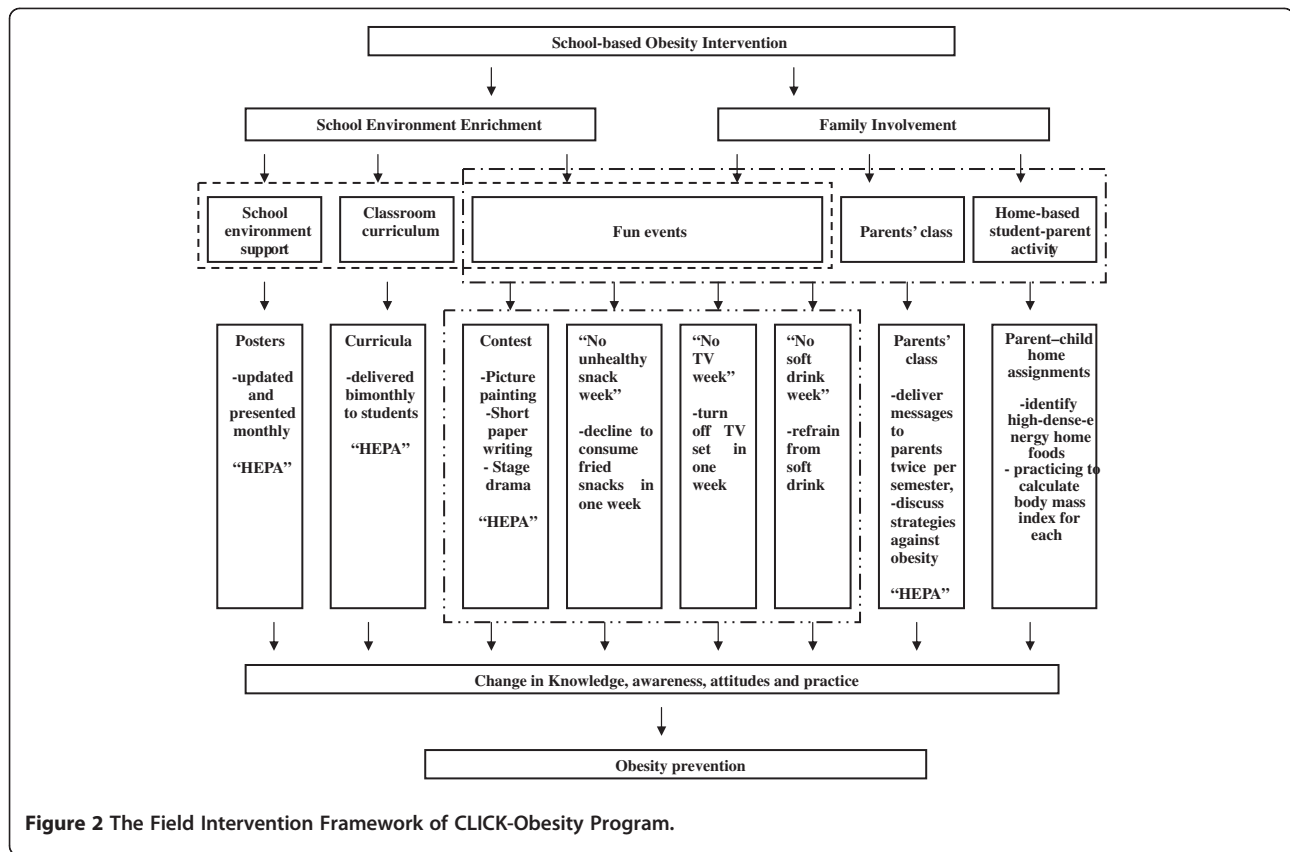 School-based Obesity Intervention
School Environment Enrichment
Family Involvement
School
environment
support
Classroom
curriculum
Fun events
Parents' class
Home-based
student-parent
activity
Posters
-updated
and
presented
monthly
“HEPA”
Curricula
-delivered
bimonthly
to students
“HEPA”
Contest
-Picture
painting
-Short
paper
writing
- Stage
drama
“HEPA”
“No
unhealthy
snack
week”
-decline to
consume
fried
snacks in
one week
“No
TV
week”
-turn
off TV
set in
one
week
“No
soft
drink
week”
-refrain
from
soft
drink
Parents'
class
-deliver
messages
to
parents
twice per
semester,
-discuss
strategies
against
obesity
“HEPA”
Parent–child
home
assignments
-identify
high-dense-e
nergy home
foods
- practicing to
calculate
body mass
index for
each
Change in Knowledge, awareness, attitudes and practice
Obesity prevention
Figure 2 The Field Intervention Framework of CLICK-Obesity Program.